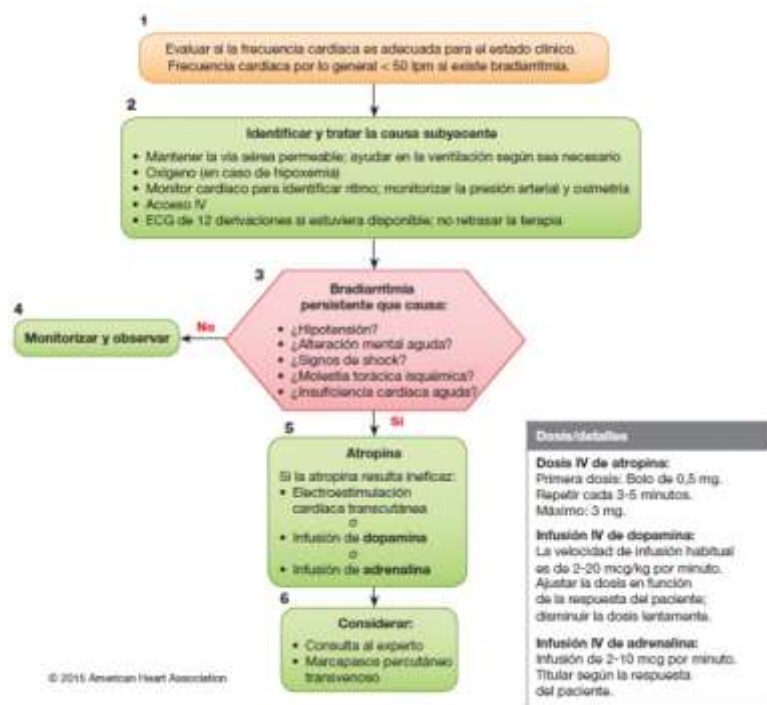 1
Evaluar si la frecuencia cardíaca es adecuada para el estado clínico.
Frecuencia cardíaca por lo general < 50 lpm si existe bradiarritmia.
2
Identificar y tratar la causa subyacente
• Mantener la vía aérea permeable; ayudar en la ventilación según sea necesario
• Oxígeno (en caso de hipoxemia)
• Monitor cardíaco para identificar ritmo; monitorizar la presión arterial y oximetría
• Acceso IV
• ECG de 12 derivaciones si estuviera disponible; no retrasar la terapia
3
Bradiarritmia
persistente que causa:
• ¿Hipotensión?
• ¿Alteración mental aguda?
• ¿Signos de shock?
• ¿Molestia torácica isquémica?
• ¿Insuficiencia cardíaca aguda?
4
No
Monitorizar y observar
Sí
5
Atropina
Si la atropina resulta ineficaz:
• Electroestimulación
cardíaca transcutánea
o
• Infusión de dopamina
o
• Infusión de adrenalina
6
Considerar:
• Consulta al experto
• Marcapasos percutáneo
transvenoso
Dosis/detalles
Dosis IV de atropina:
Primera dosis: Bolo de 0,5 mg.
Repetir cada 3-5 minutos.
Máximo: 3 mg.
Infusión IV de dopamina:
La velocidad de infusión habitual
es de 2-20 mcg/kg por minuto.
Ajustar la dosis en función
de la respuesta del paciente;
disminuir la dosis lentamente.
Infusión IV de adrenalina:
Infusión de 2-10 mcg por minuto.
Titular según la respuesta
del paciente.
© 2015 American Heart Association